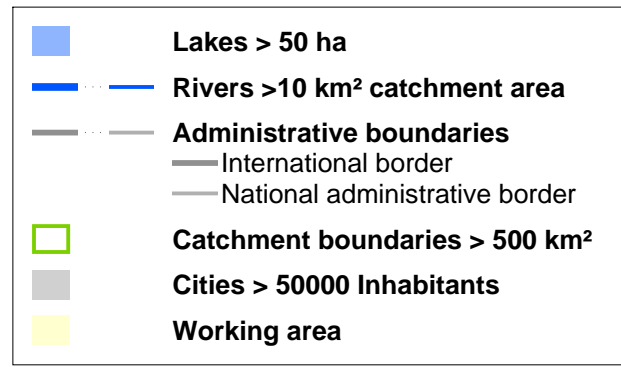 Lakes > 50 ha
Rivers >10 km² catchment area
Administrative boundaries
International border
National administrative border
Catchment boundaries > 500 km²
Cities > 50000 Inhabitants
Working area